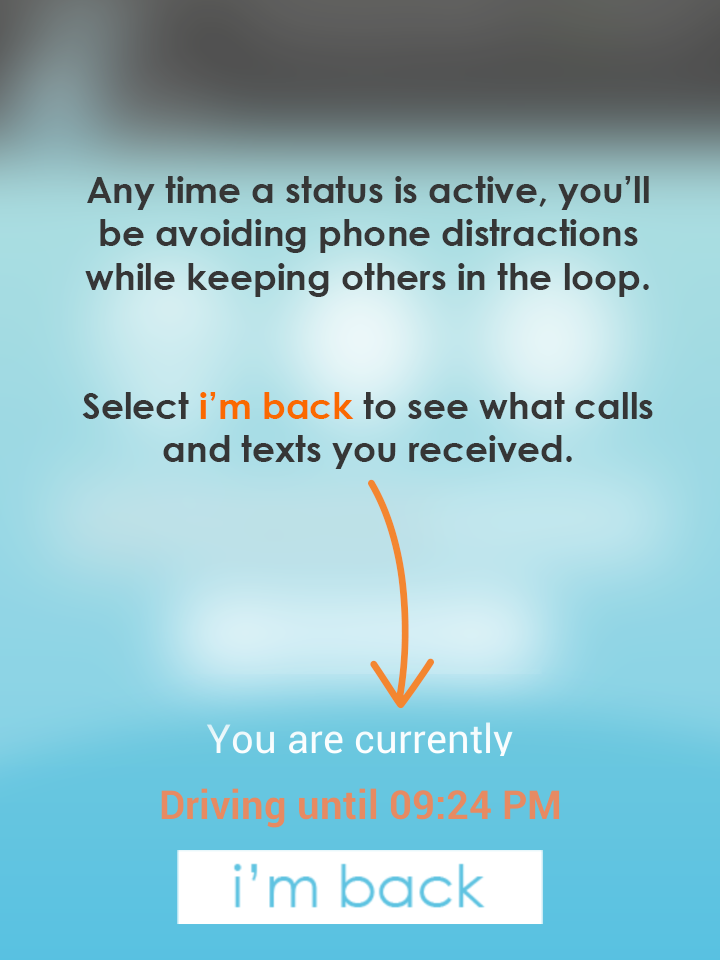 Any time a status is active, you’ll
be avoiding phone distractions
while keeping others in the loop.
Select i’m back to see what calls
and texts you received.
You are currently
Driving until 09:24 PM
i’m back